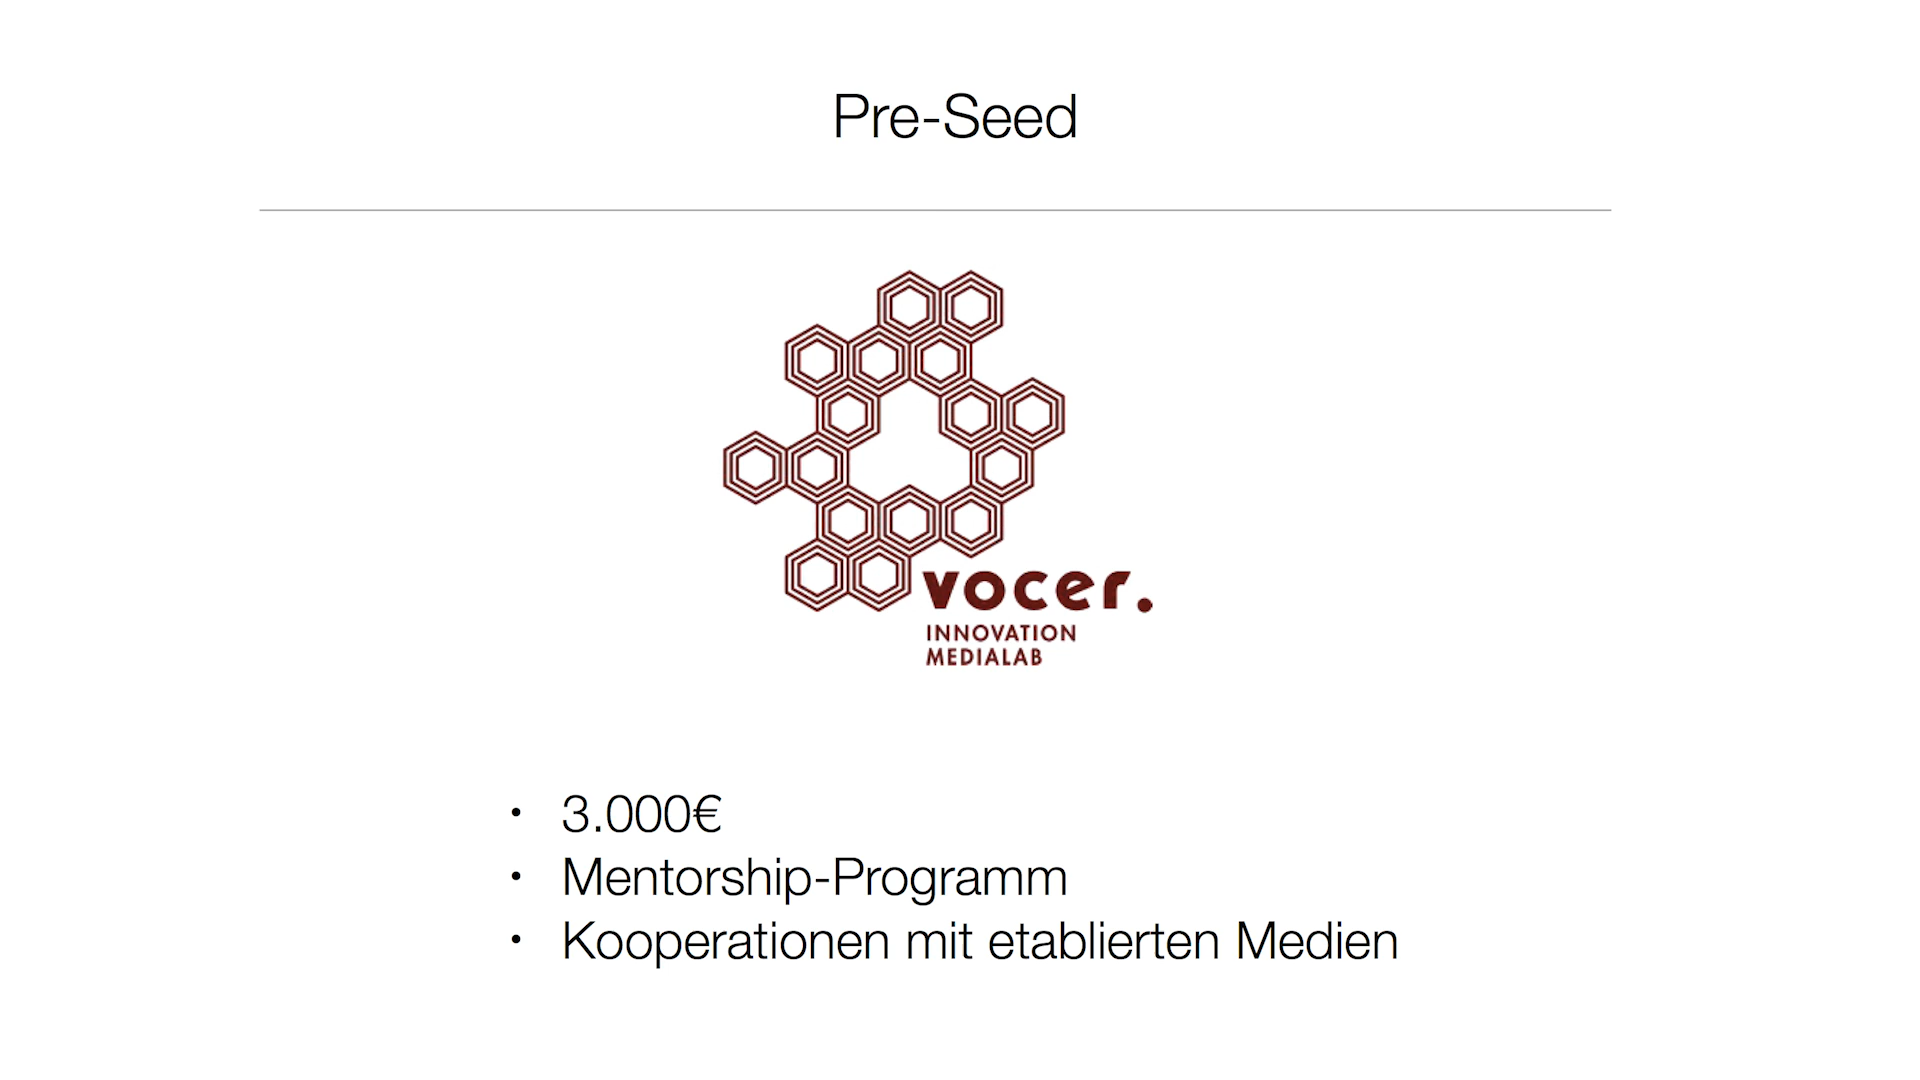 Pre-Seed
vocer.
INNOVATION
MEDIALAB
• 3.000€
• Mentorship-Programm
• Kooperationen mit etablierten Medien